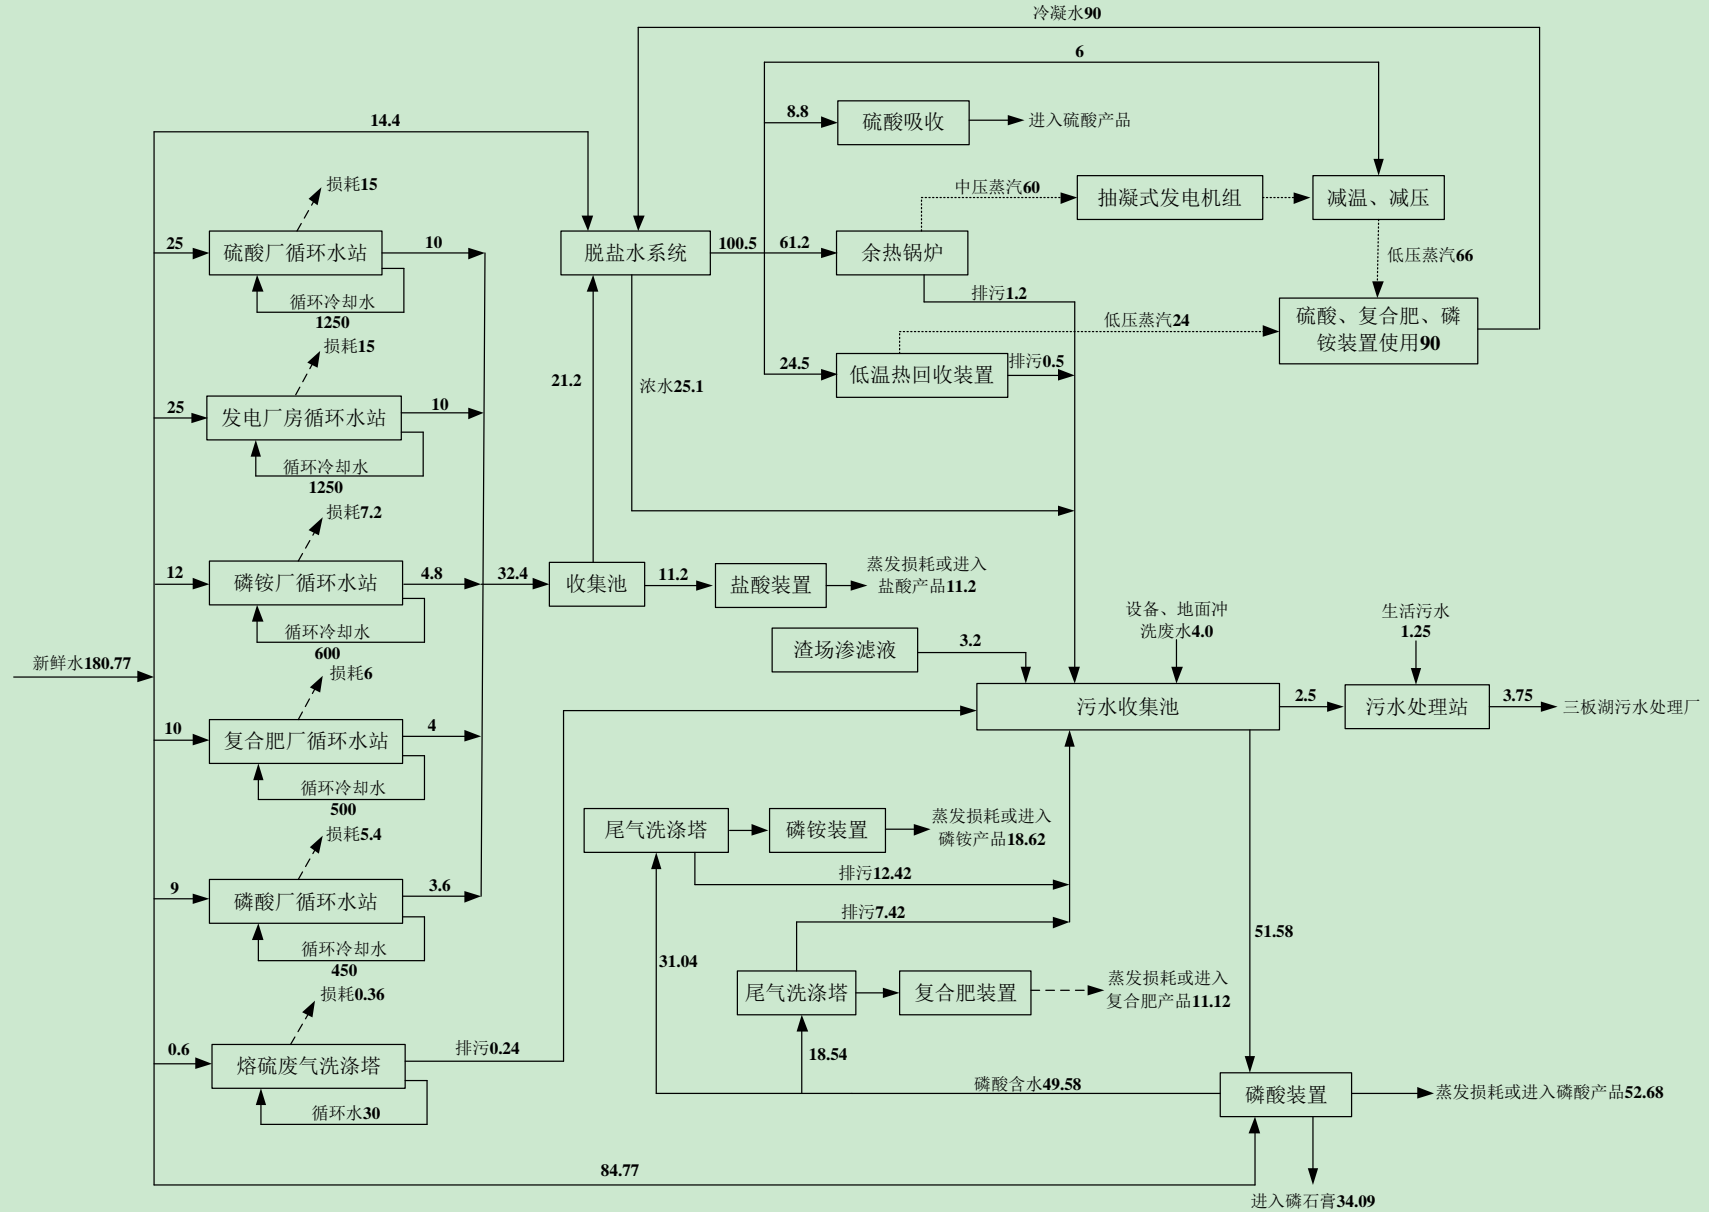 冷凝水90
6
14.4
8.8
硫酸吸收
进入硫酸产品
损耗15
中压蒸汽60
抽凝式发电机组
减温、减压
25
硫酸厂循环水站
10
脱盐水系统
100.5
61.2
余热锅炉
低压蒸汽66
循环冷却水
1250
排污1.2
低压蒸汽24
硫酸、复合肥、磷
铵装置使用90
损耗15
24.5
低温热回收装置
排污0.5
21.2
浓水25.1
25
发电厂房循环水站
10
循环冷却水
1250
损耗7.2
12
磷铵厂循环水站
4.8
32.4
收集池
11.2
盐酸装置
蒸发损耗或进入
盐酸产品11.2
循环冷却水
600
渣场渗滤液
3.2
设备、地面冲
洗废水4.0
生活污水
1.25
新鲜水180.77
损耗6
污水收集池
2.5
污水处理站
3.75
三板湖污水处理厂
10
复合肥厂循环水站
4
循环冷却水
500
损耗5.4
尾气洗涤塔
磷铵装置
蒸发损耗或进入
磷铵产品18.62
排污12.42
9
磷酸厂循环水站
3.6
排污7.42
51.58
循环冷却水
450
31.04
损耗0.36
尾气洗涤塔
复合肥装置
蒸发损耗或进入
复合肥产品11.12
0.6
熔硫废气洗涤塔
排污0.24
18.54
磷酸含水49.58
磷酸装置
蒸发损耗或进入磷酸产品52.68
循环水30
84.77
进入磷石膏34.09